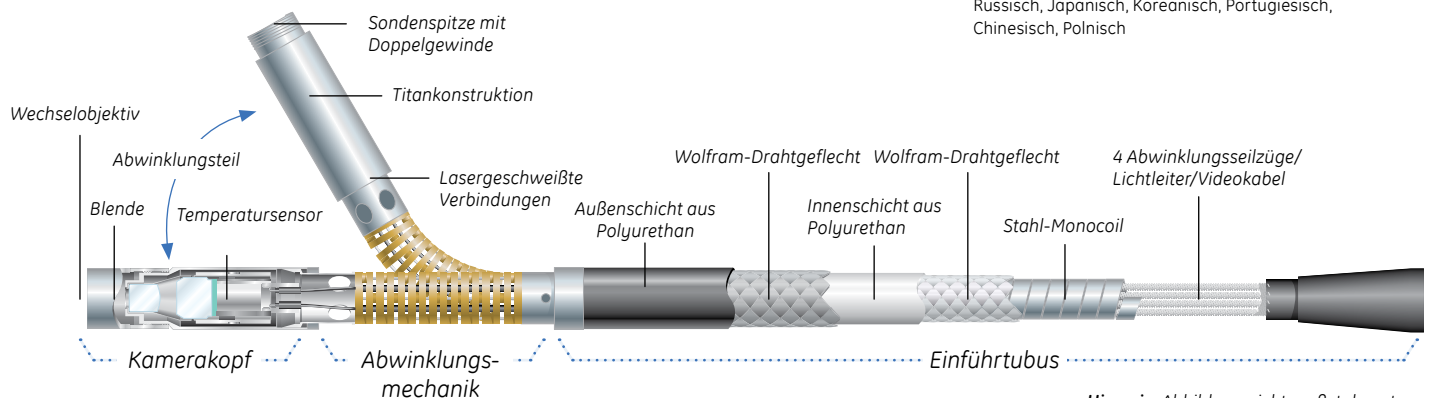 Russisch, Japanisch, Koreanisch, Portugiesisch,
Chinesisch, Polnisch
Sondenspitze mit
Doppelgewinde
Titankonstruktion
Wechselobjektiv
Abwinklungsteil
Lasergeschweißte
Verbindungen
Blende
Temperatursensor
Außenschicht aus
Polyurethan
Wolfram-Drahtgeflecht
Innenschicht aus
Polyurethan
Wolfram-Drahtgeflecht
Stahl-Monocoil
4 Abwinklungsseilzüge/
Lichtleiter/Videokabel
Kamerakopf
Abwinklungs-
mechanik
Einführtubus